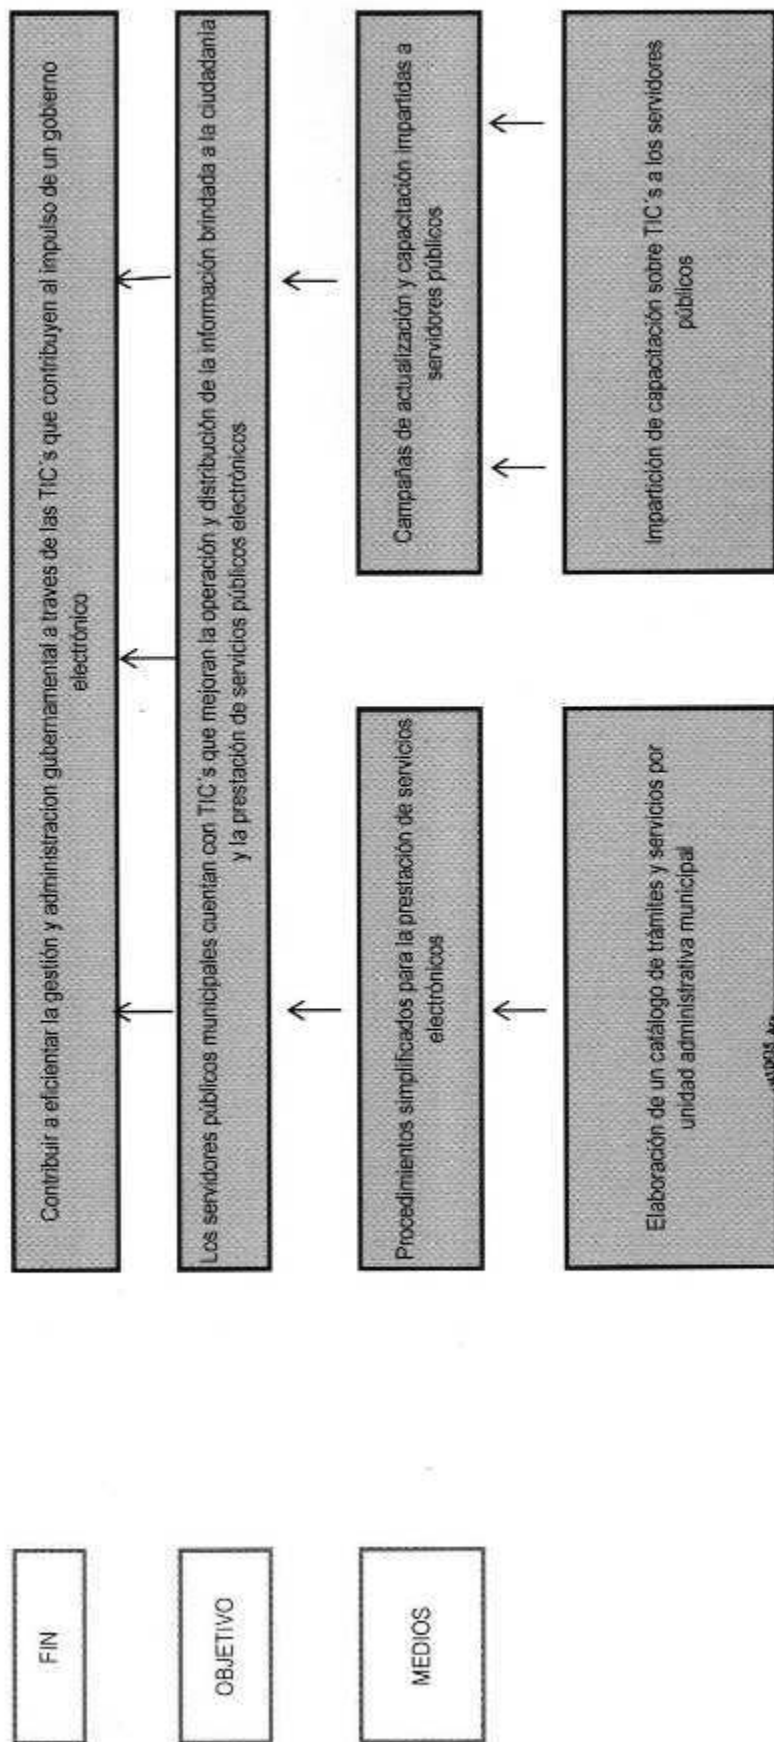 FIN
Contribuir a eficientar la gestión y administracion gubernamental a traves de las TIC´s que contribuyen al impulso de un gobierno
electrónico
OBJETIVO
Los servidores públicos municipales cuentan con TIC´s que mejoran la operación y distribución de la información brindada a la ciudadanía
y la prestación de servicios públicos electrónicos
MEDIOS
Procedimientos simplificados para la prestación de servicios
electrónicos
Campañas de actualización y capacitación impartidas a
servidores públicos
Elaboración de un catálogo de trámites y servicios por
unidad administrativa municipal
Impartición de capacitación sobre TIC´s a los servidores
públicos